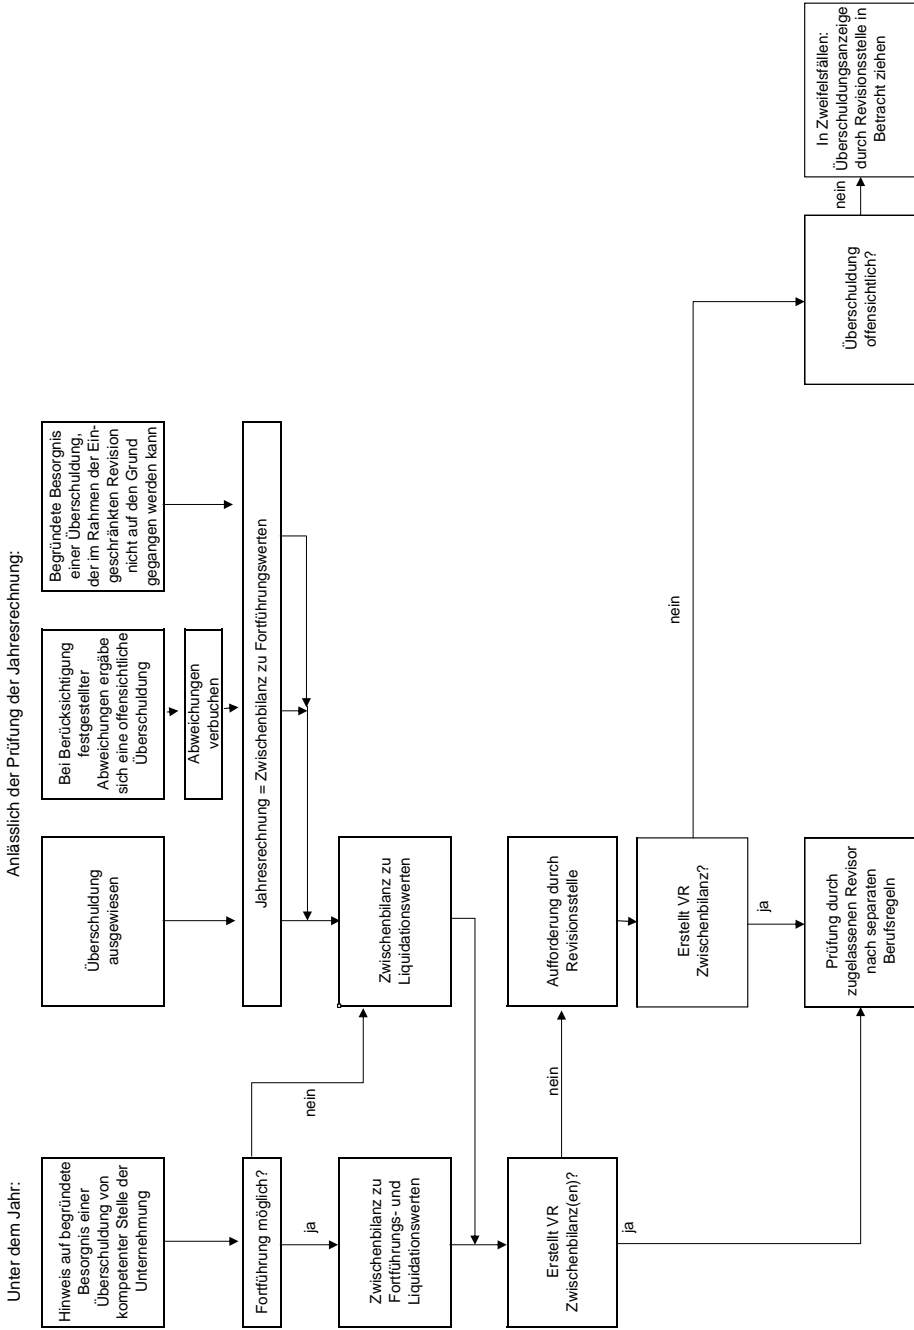 Unter dem Jahr:
Anlässlich der Prüfung der Jahresrechnung:
Hinweis auf begründete
Besorgnis einer
Überschuldung von
kompetenter Stelle der
Unternehmung
Überschuldung
ausgewiesen
Bei Berücksichtigung
festgestellter
Abweichungen ergäbe
sich eine offensichtliche
Überschuldung
Begründete Besorgnis
einer Überschuldung,
der im Rahmen der Ein-
geschränkten Revision
nicht auf den Grund
gegangen werden kann
Abweichungen
verbuchen
Fortführung möglich?
Jahresrechnung = Zwischenbilanz zu Fortführungswerten
ja
nein
Zwischenbilanz zu
Fortführungs- und
Liquidationswerten
Zwischenbilanz zu
Liquidationswerten
Erstellt VR
Zwischenbilanz(en)?
nein
Aufforderung durch
Revisionsstelle
ja
Erstellt VR
Zwischenbilanz?
nein
ja
Prüfung durch
zugelassenen Revisor
nach separaten
Berufsregeln
Überschuldung
offensichtlich?
nein
In Zweifelsfällen:
Überschuldungsanzeige
durch Revisionsstelle in
Betracht ziehen